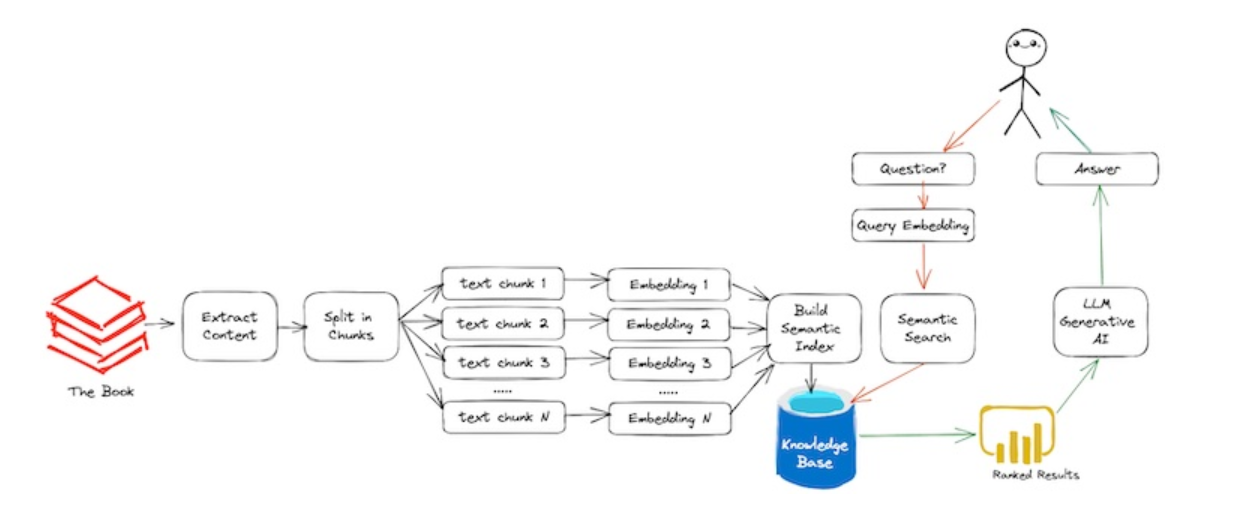 The Book
Extract
Content
Split in
Chunks
text chunk 1
text chunk 2
text chunk 3
.....
text chunk N
Embedding 1
Embedding 2
Embedding 3
.....
Embedding N
Build
Semantic
Index
Knowledge
Base
Question?
Query Embedding
Semantic
Search
Ranked Results
LLM
Generative
AI
Answer